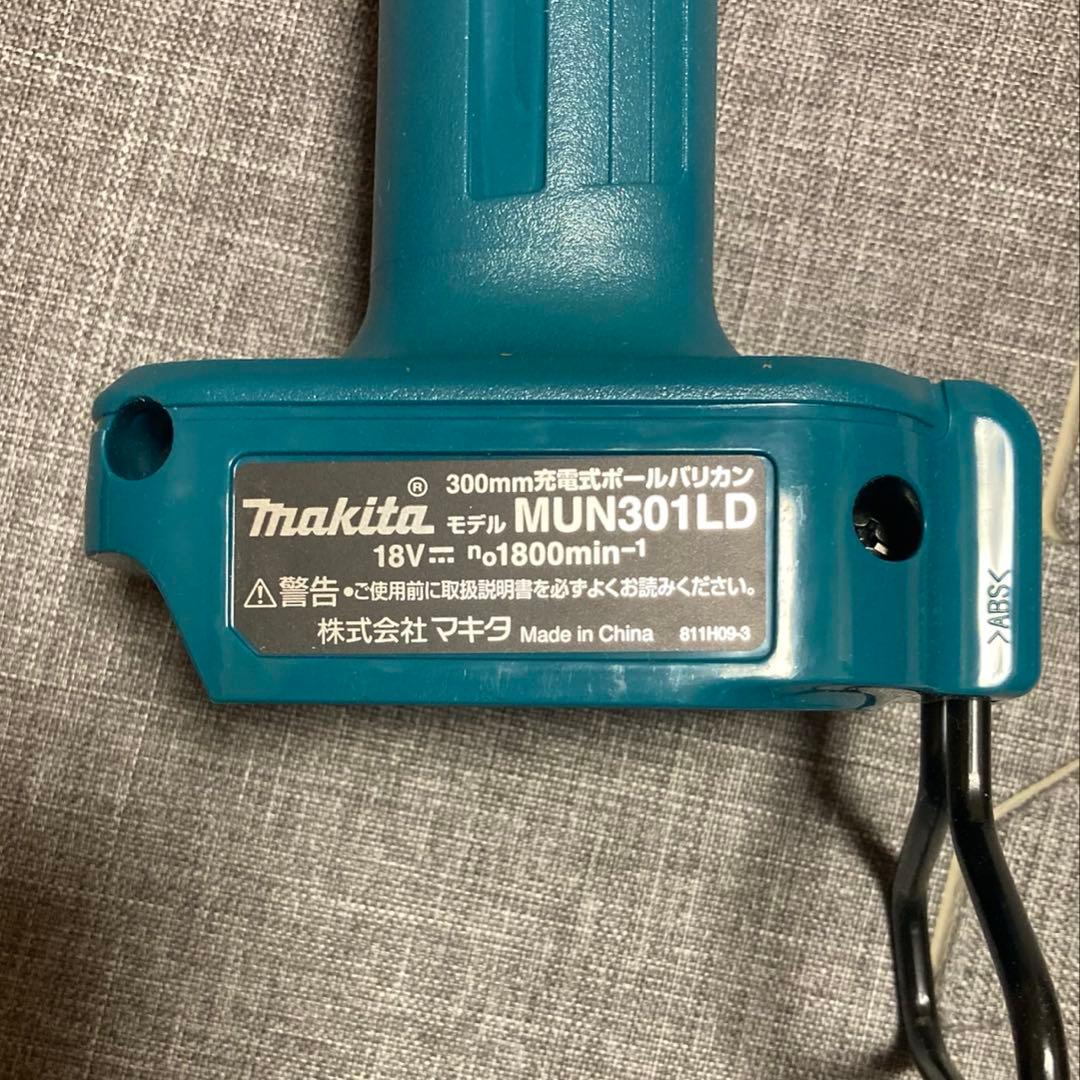 300mm充電式ポールバリカン
makita® モデル MUN301LD
18V⎓ n₀1800min⁻¹
⚠警告 •ご使用前に取扱説明書を必ずよくお読みください。
株式会社 マキタ Made in China 811H09-3
>ABS<